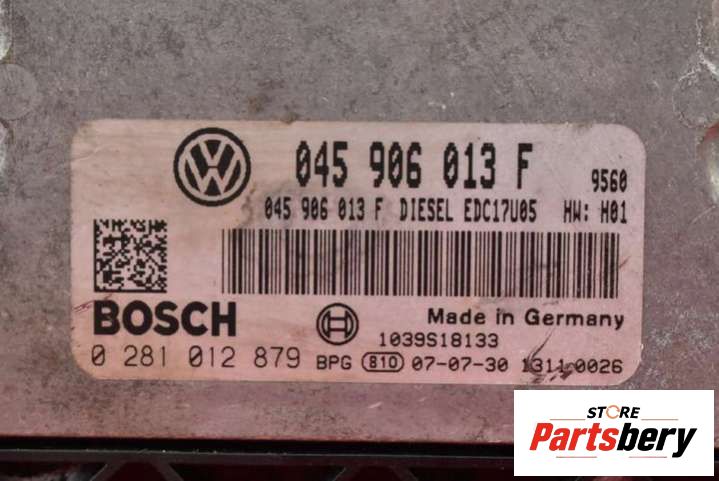 VW 045 906 013 F 9560
045 906 013 F DIESEL EDC17U05 HW: H01
BOSCH
Made in Germany
1039S18133
0 281 012 879 BPG 810 07-07-30 1311 0026
STORE
Partsbery